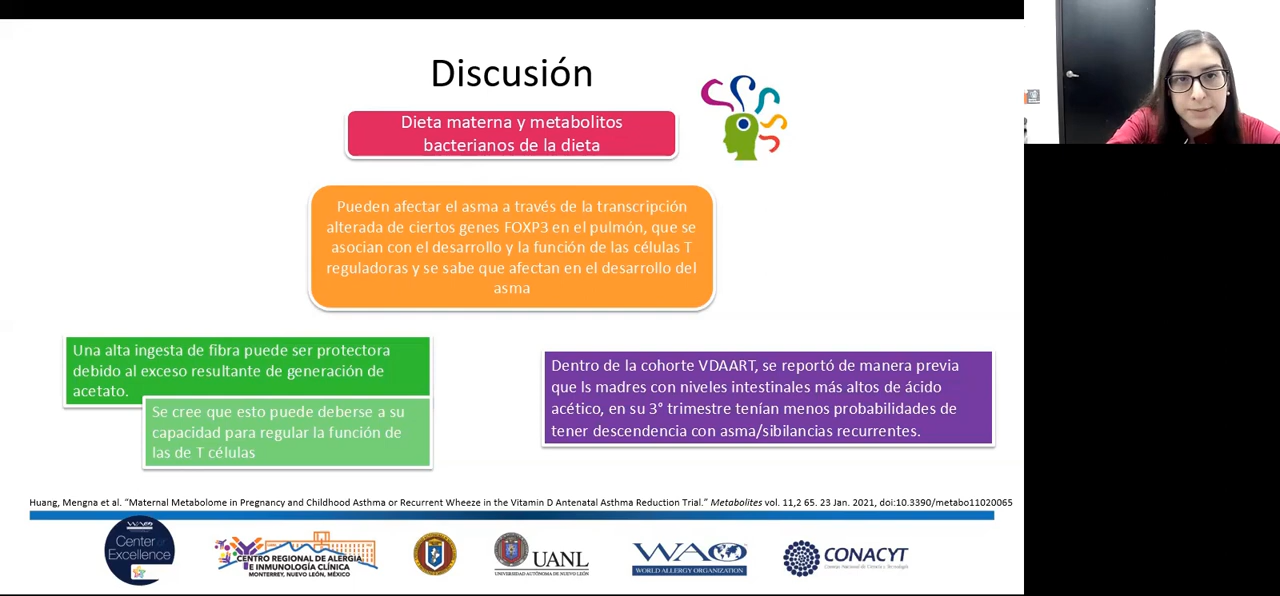 Discusión
Dieta materna y metabolitos
bacterianos de la dieta
Pueden afectar el asma a través de la transcripción
alterada de ciertos genes FOXP3 en el pulmón, que se
asocian con el desarrollo y la función de las células T
reguladoras y se sabe que afectan en el desarrollo del
asma
Una alta ingesta de fibra puede ser protectora
debido al exceso resultante de generación de
acetato.
Se cree que esto puede deberse a su
capacidad para regular la función de
las de T células
Dentro de la cohorte VDAART, se reportó de manera previa
que ls madres con niveles intestinales más altos de ácido
acético, en su 3° trimestre tenían menos probabilidades de
tener descendencia con asma/sibilancias recurrentes.
Huang, Mengna et al. “Maternal Metabolome in Pregnancy and Childhood Asthma or Recurrent Wheeze in the Vitamin D Antenatal Asthma Reduction Trial.” Metabolites vol. 11,2 65. 23 Jan. 2021, doi:10.3390/metabo11020065
WAO
Center of
Excellence
CENTRO REGIONAL DE ALERGIA
E INMUNOLOGÍA CLÍNICA
MONTERREY, NUEVO LEÓN, MÉXICO
UANL
UNIVERSIDAD AUTÓNOMA DE NUEVO LEÓN
WAO
WORLD ALLERGY ORGANIZATION
CONACYT
Consejo Nacional de Ciencia y Tecnología